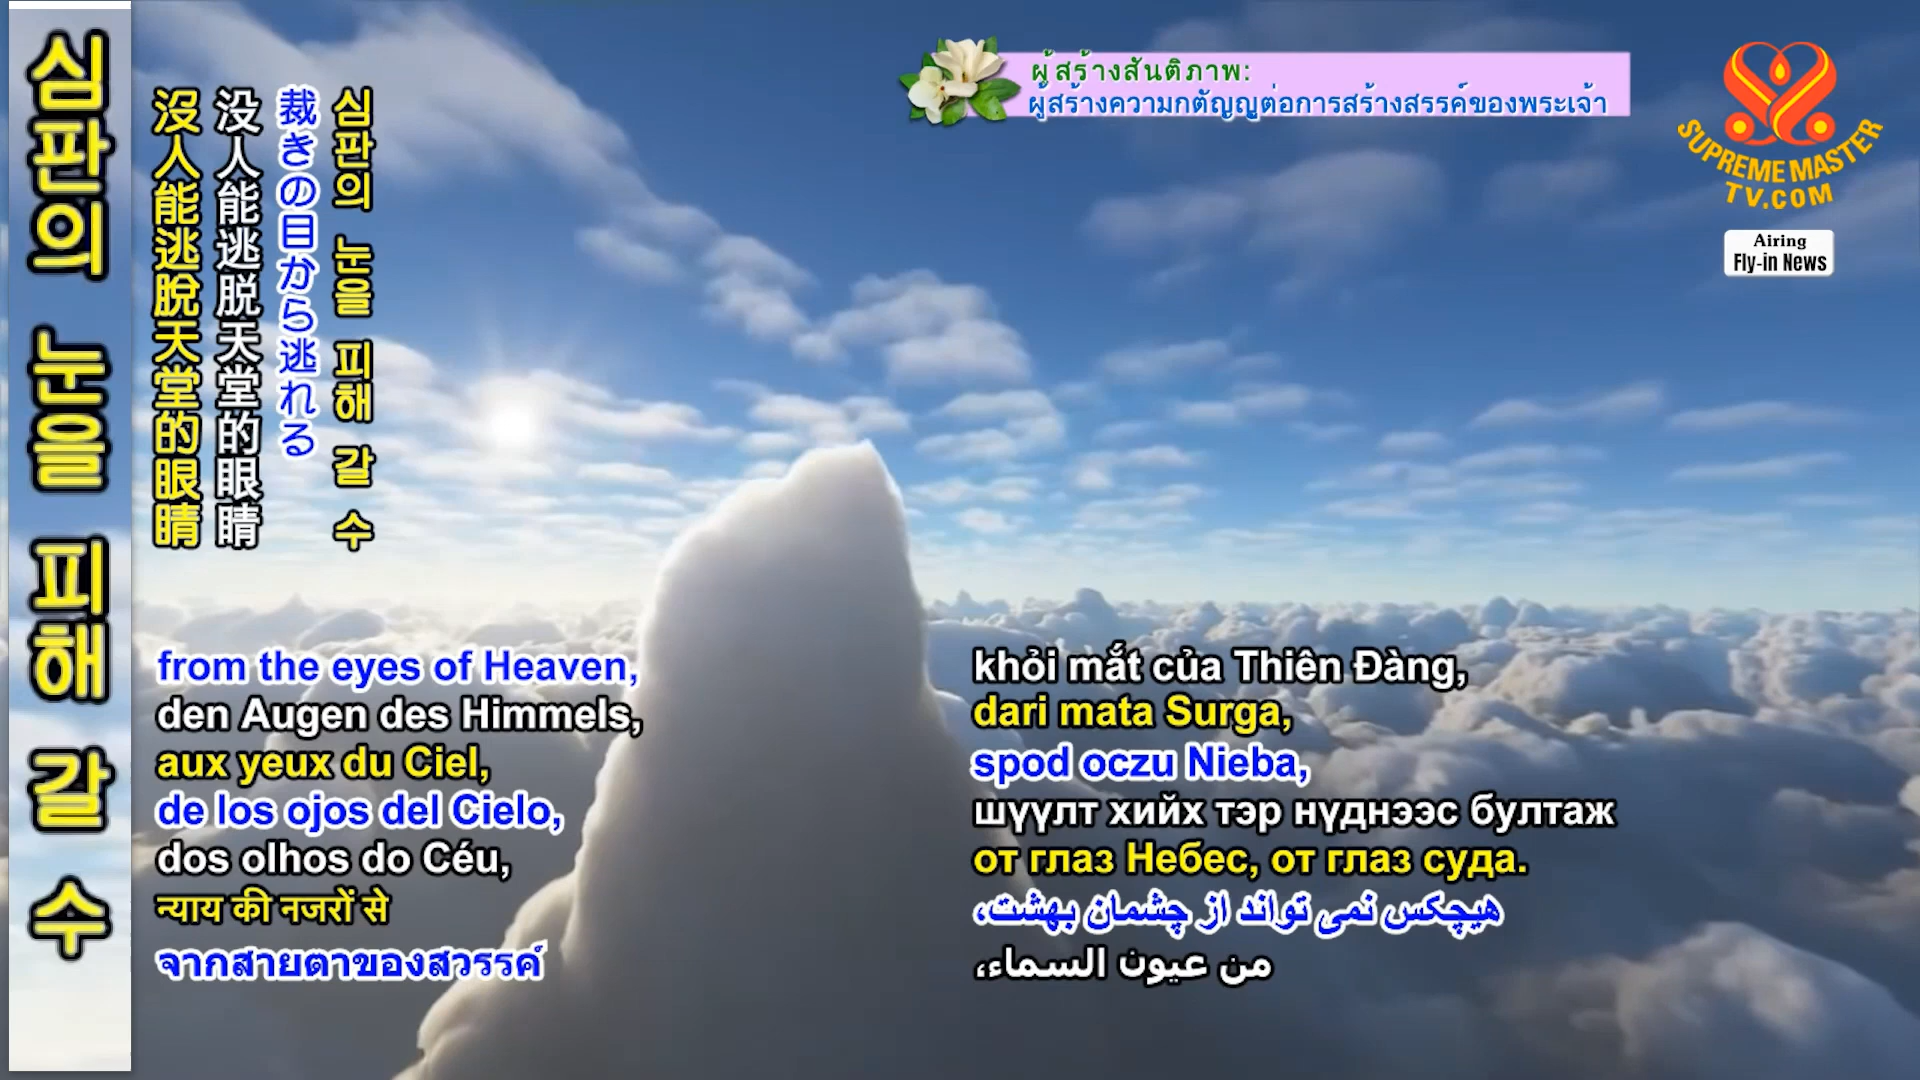 심판의 눈을 피해 갈 수
沒人能逃脫天堂的眼睛
没人能逃脱天堂的眼睛
裁きの目から逃れる
심판의 눈을 피해 갈 수
ผู้สร้างสันติภาพ:
ผู้สร้างความกตัญญูต่อการสร้างสรรค์ของพระเจ้า
SUPREME MASTER
TV.COM
Airing
Fly-in News
from the eyes of Heaven,
den Augen des Himmels,
aux yeux du Ciel,
de los ojos del Cielo,
dos olhos do Céu,
न्याय की नजरों से
จากสายตาของสวรรค์
khỏi mắt của Thiên Đàng,
dari mata Surga,
spod oczu Nieba,
шүүлт хийх тэр нүднээс бултаж
от глаз Небес, от глаз суда.
هیچکس نمی تواند از چشمان بهشت،
من عيون السماء،